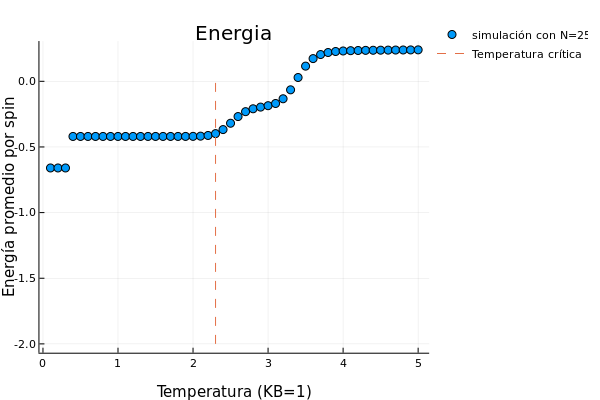 Energia
simulación con N=25
Temperatura crítica
Energía promedio por spin
0.0
-0.5
-1.0
-1.5
-2.0
0 1 2 3 4 5
Temperatura (KB=1)